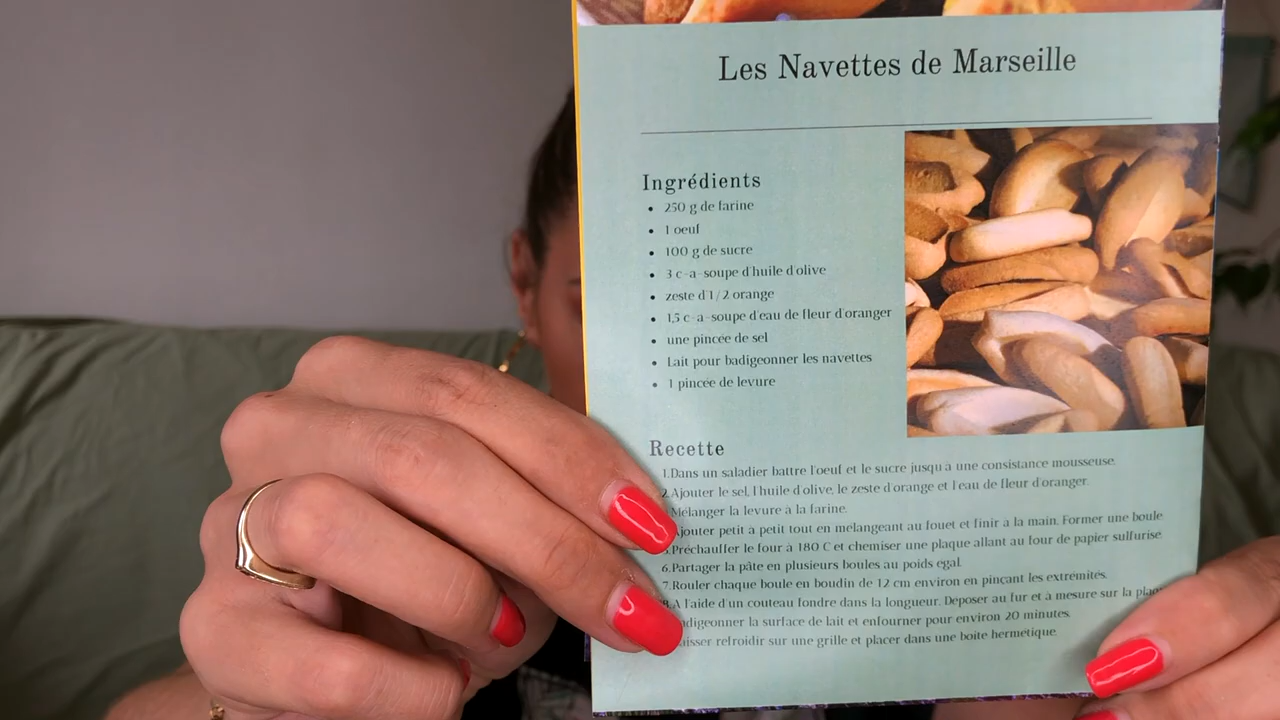 Les Navettes de Marseille
Ingrédients
• 250 g de farine
• 1 oeuf
• 100 g de sucre
• 3 c-a-soupe d'huile d'olive
• zeste d'1/2 orange
• 1,5 c-a-soupe d'eau de fleur d'oranger
• une pincée de sel
• Lait pour badigeonner les navettes
• 1 pincée de levure
Recette
1.Dans un saladier battre l'oeuf et le sucre jusqu'à une consistance mousseuse.
2.Ajouter le sel, l'huile d'olive, le zeste d'orange et l'eau de fleur d'oranger.
Mélanger la levure à la farine.
Ajouter petit à petit tout en mélangeant au fouet et finir à la main. Former une boule
5.Préchauffer le four à 180 C et chemiser une plaque allant au four de papier sulfurise.
6.Partager la pâte en plusieurs boules au poids egal.
7.Rouler chaque boule en boudin de 12 cm environ en pinçant les extrémités.
8.A l'aide d'un couteau fondre dans la longueur. Déposer au fur et à mesure sur la
la surface de lait et enfourner pour environ 20 minutes.
refroidir sur une grille et placer dans une boite hermétique.